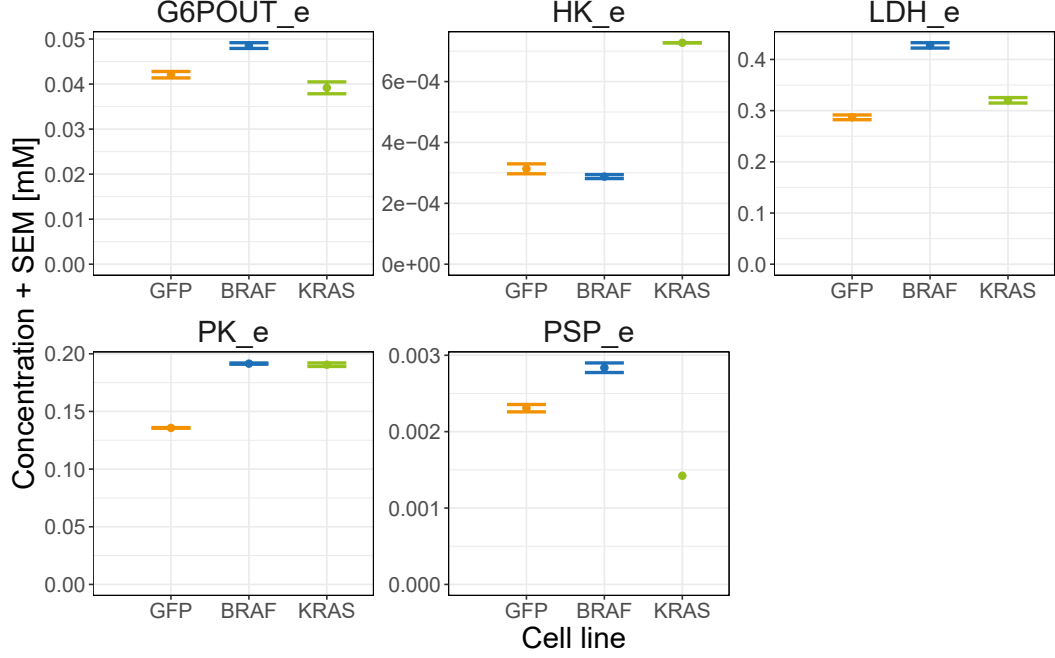 G6POUT_e
HK_e
LDH_e
Concentration + SEM [mM]
0.05
0.04
0.03
0.02
0.01
0.00
6e−04
4e−04
2e−04
0e+00
0.4
0.3
0.2
0.1
0.0
GFP BRAF KRAS
GFP BRAF KRAS
GFP BRAF KRAS
PK_e
PSP_e
0.20
0.15
0.10
0.05
0.00
0.003
0.002
0.001
0.000
GFP BRAF KRAS
GFP BRAF KRAS
Cell line